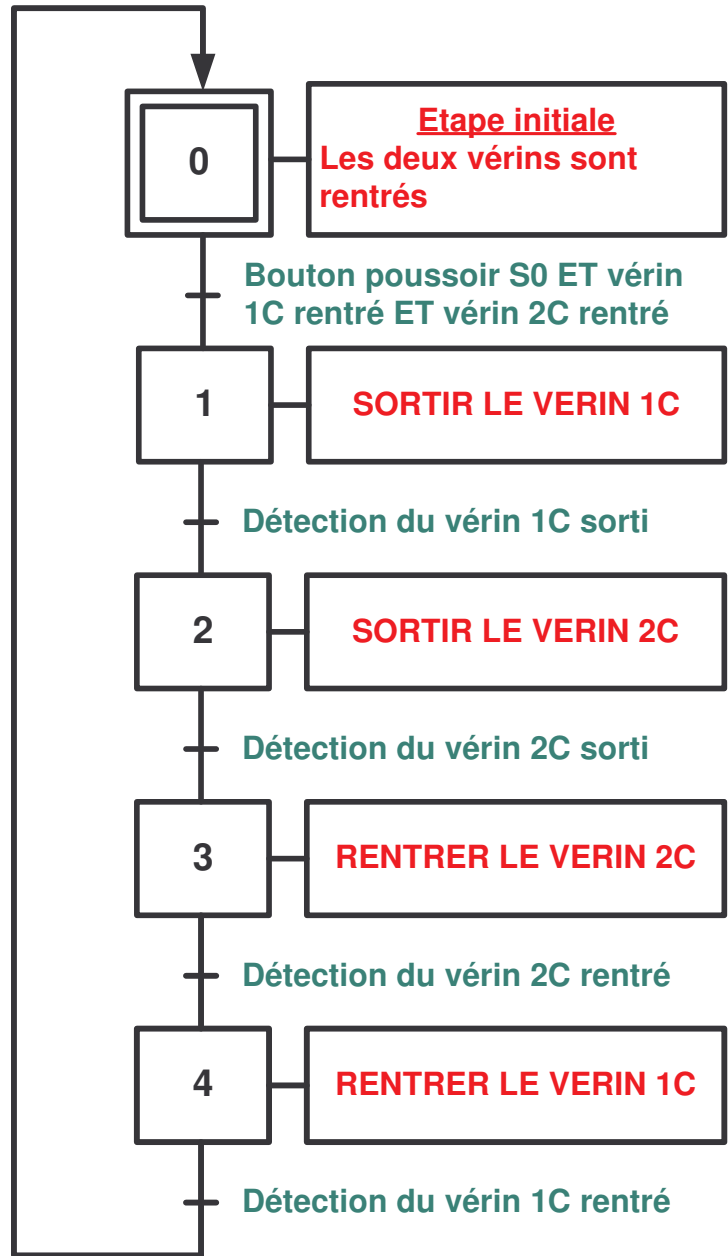 0
Etape initiale
Les deux vérins sont
rentrés
Bouton poussoir S0 ET vérin
1C rentré ET vérin 2C rentré
1
SORTIR LE VERIN 1C
Détection du vérin 1C sorti
2
SORTIR LE VERIN 2C
Détection du vérin 2C sorti
3
RENTRER LE VERIN 2C
Détection du vérin 2C rentré
4
RENTRER LE VERIN 1C
Détection du vérin 1C rentré